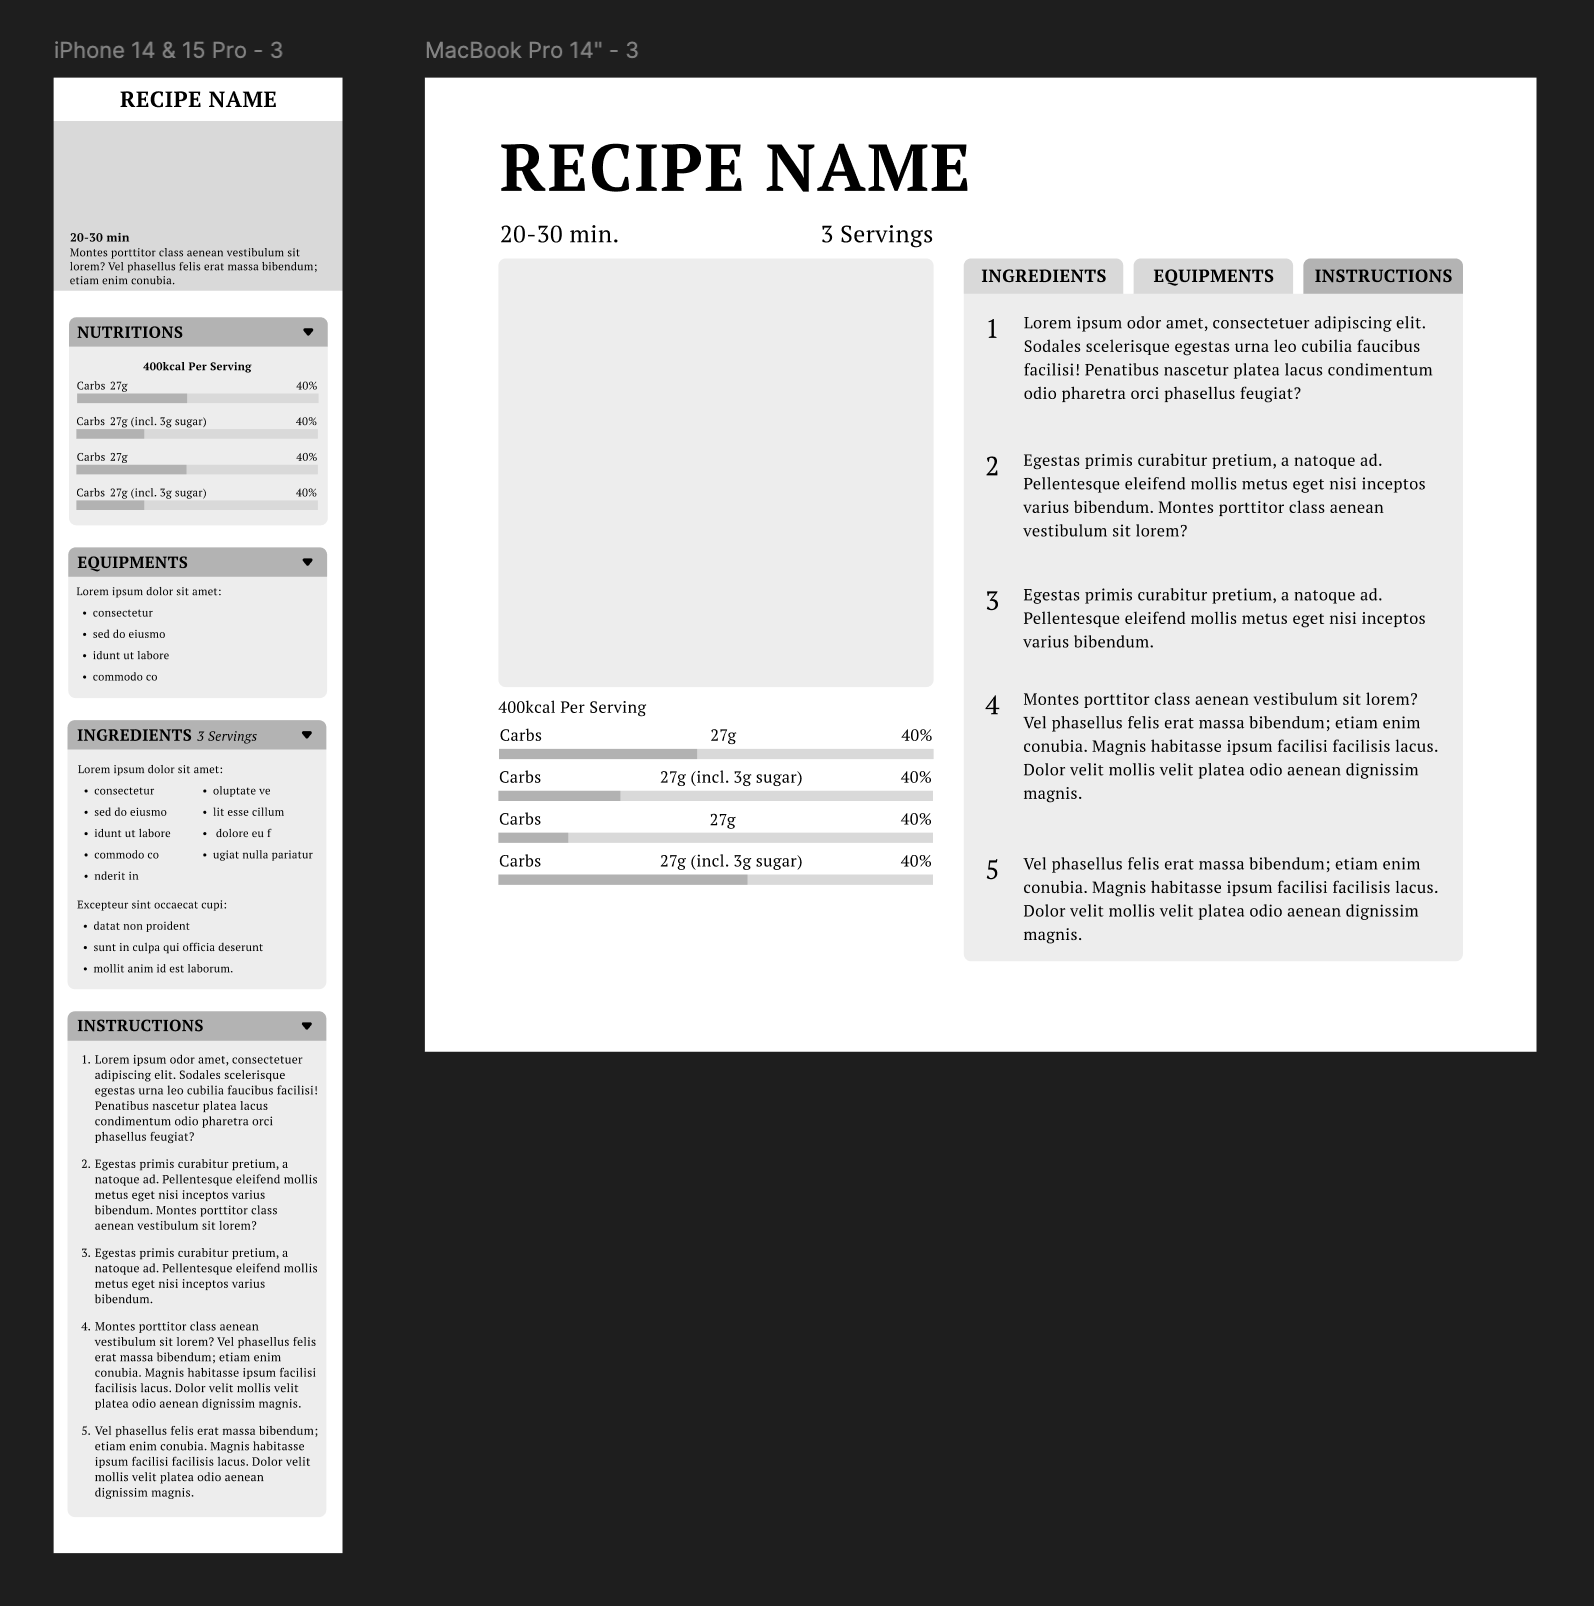 iPhone 14 & 15 Pro - 3
RECIPE NAME
20-30 min
Montes porttitor class aenean vestibulum sit
lorem? Vel phasellus felis erat massa bibendum;
etiam enim conubia.
NUTRITIONS
400kcal Per Serving
Carbs 27g 40%
Carbs 27g (incl. 3g sugar) 40%
Carbs 27g 40%
Carbs 27g (incl. 3g sugar) 40%
EQUIPMENTS
Lorem ipsum dolor sit amet:
• consectetur
• sed do eiusmo
• idunt ut labore
• commodo co
INGREDIENTS 3 Servings
Lorem ipsum dolor sit amet:
• consectetur
• sed do eiusmo
• idunt ut labore
• commodo co
• nderit in
• oluptate ve
• lit esse cillum
• dolore eu f
• ugiat nulla pariatur
Excepteur sint occaecat cupi:
• datat non proident
• sunt in culpa qui officia deserunt
• mollit anim id est laborum.
INSTRUCTIONS
1. Lorem ipsum odor amet, consectetuer
adipiscing elit. Sodales scelerisque
egestas urna leo cubilia faucibus facilisi!
Penatibus nascetur platea lacus
condimentum odio pharetra orci
phasellus feugiat?
2. Egestas primis curabitur pretium, a
natoque ad. Pellentesque eleifend mollis
metus eget nisi inceptos varius
bibendum. Montes porttitor class
aenean vestibulum sit lorem?
3. Egestas primis curabitur pretium, a
natoque ad. Pellentesque eleifend mollis
metus eget nisi inceptos varius
bibendum.
4. Montes porttitor class aenean
vestibulum sit lorem? Vel phasellus felis
erat massa bibendum; etiam enim
conubia. Magnis habitasse ipsum facilisi
facilisis lacus. Dolor velit mollis velit
platea odio aenean dignissim magnis.
5. Vel phasellus felis erat massa bibendum;
etiam enim conubia. Magnis habitasse
ipsum facilisi facilisis lacus. Dolor velit
mollis velit platea odio aenean
dignissim magnis.
MacBook Pro 14" - 3
RECIPE NAME
20-30 min. 3 Servings
400kcal Per Serving
Carbs 27g 40%
Carbs 27g (incl. 3g sugar) 40%
Carbs 27g 40%
Carbs 27g (incl. 3g sugar) 40%
INGREDIENTS EQUIPMENTS INSTRUCTIONS
1 Lorem ipsum odor amet, consectetuer adipiscing elit.
Sodales scelerisque egestas urna leo cubilia faucibus
facilisi! Penatibus nascetur platea lacus condimentum
odio pharetra orci phasellus feugiat?
2 Egestas primis curabitur pretium, a natoque ad.
Pellentesque eleifend mollis metus eget nisi inceptos
varius bibendum. Montes porttitor class aenean
vestibulum sit lorem?
3 Egestas primis curabitur pretium, a natoque ad.
Pellentesque eleifend mollis metus eget nisi inceptos
varius bibendum.
4 Montes porttitor class aenean vestibulum sit lorem?
Vel phasellus felis erat massa bibendum; etiam enim
conubia. Magnis habitasse ipsum facilisi facilisis lacus.
Dolor velit mollis velit platea odio aenean dignissim
magnis.
5 Vel phasellus felis erat massa bibendum; etiam enim
conubia. Magnis habitasse ipsum facilisi facilisis lacus.
Dolor velit mollis velit platea odio aenean dignissim
magnis.